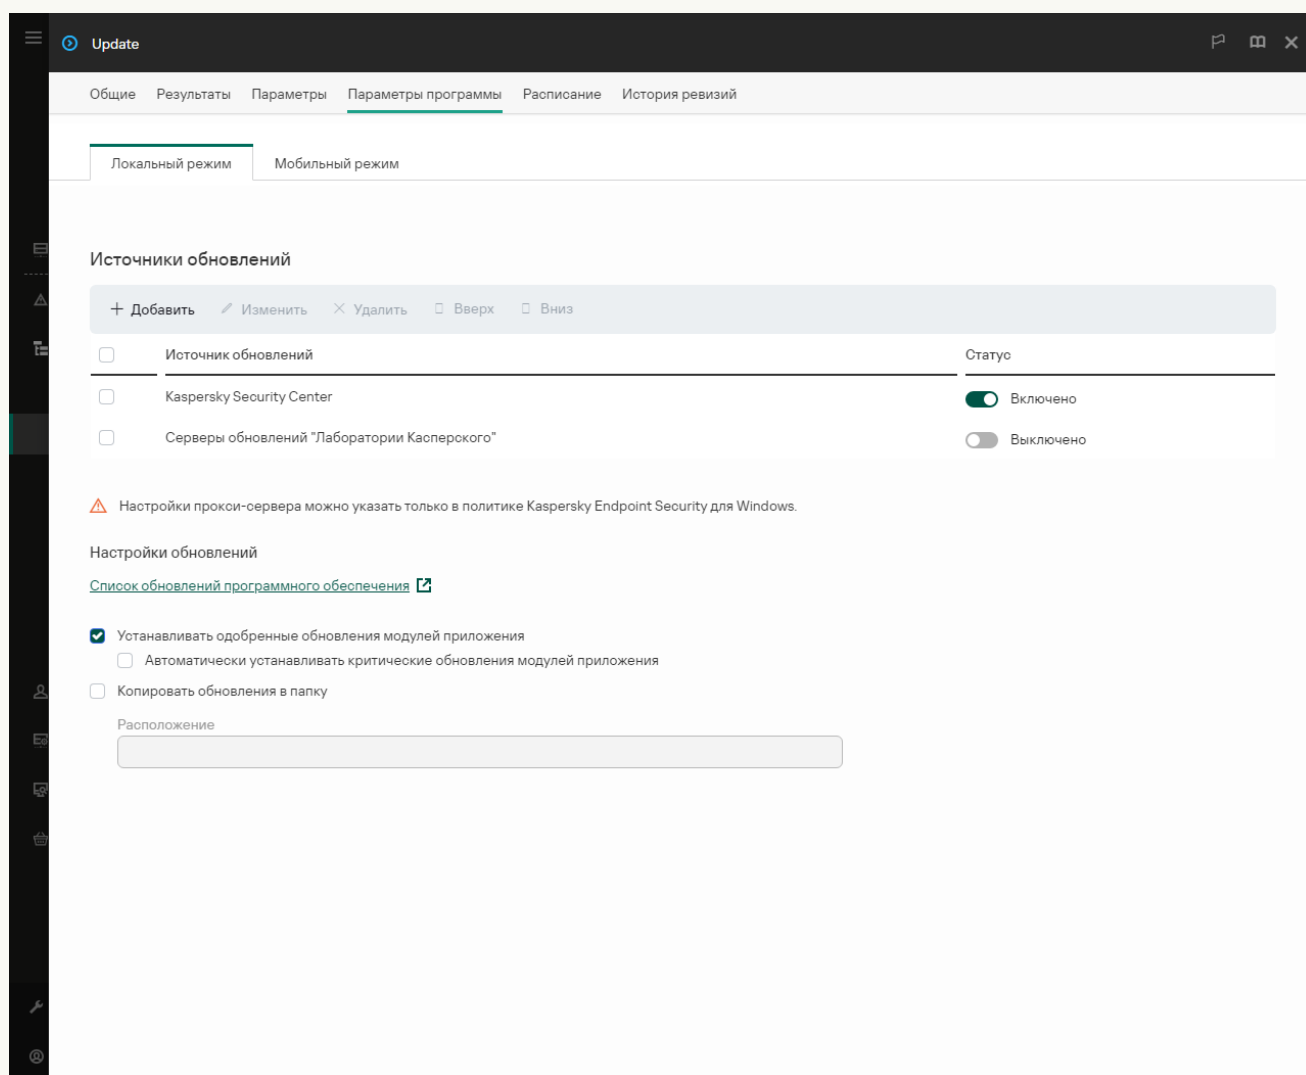 Update
Общие Результаты Параметры Параметры программы Расписание История ревизий
Локальный режим Мобильный режим
Источники обновлений
Добавить Изменить Удалить Вверх Вниз
Источник обновлений Статус
Kaspersky Security Center Включено
Серверы обновлений "Лаборатории Касперского" Выключено
Настройки прокси-сервера можно указать только в политике Kaspersky Endpoint Security для Windows.
Настройки обновлений
Список обновлений программного обеспечения
Устанавливать одобренные обновления модулей приложения
Автоматически устанавливать критические обновления модулей приложения
Копировать обновления в папку
Расположение